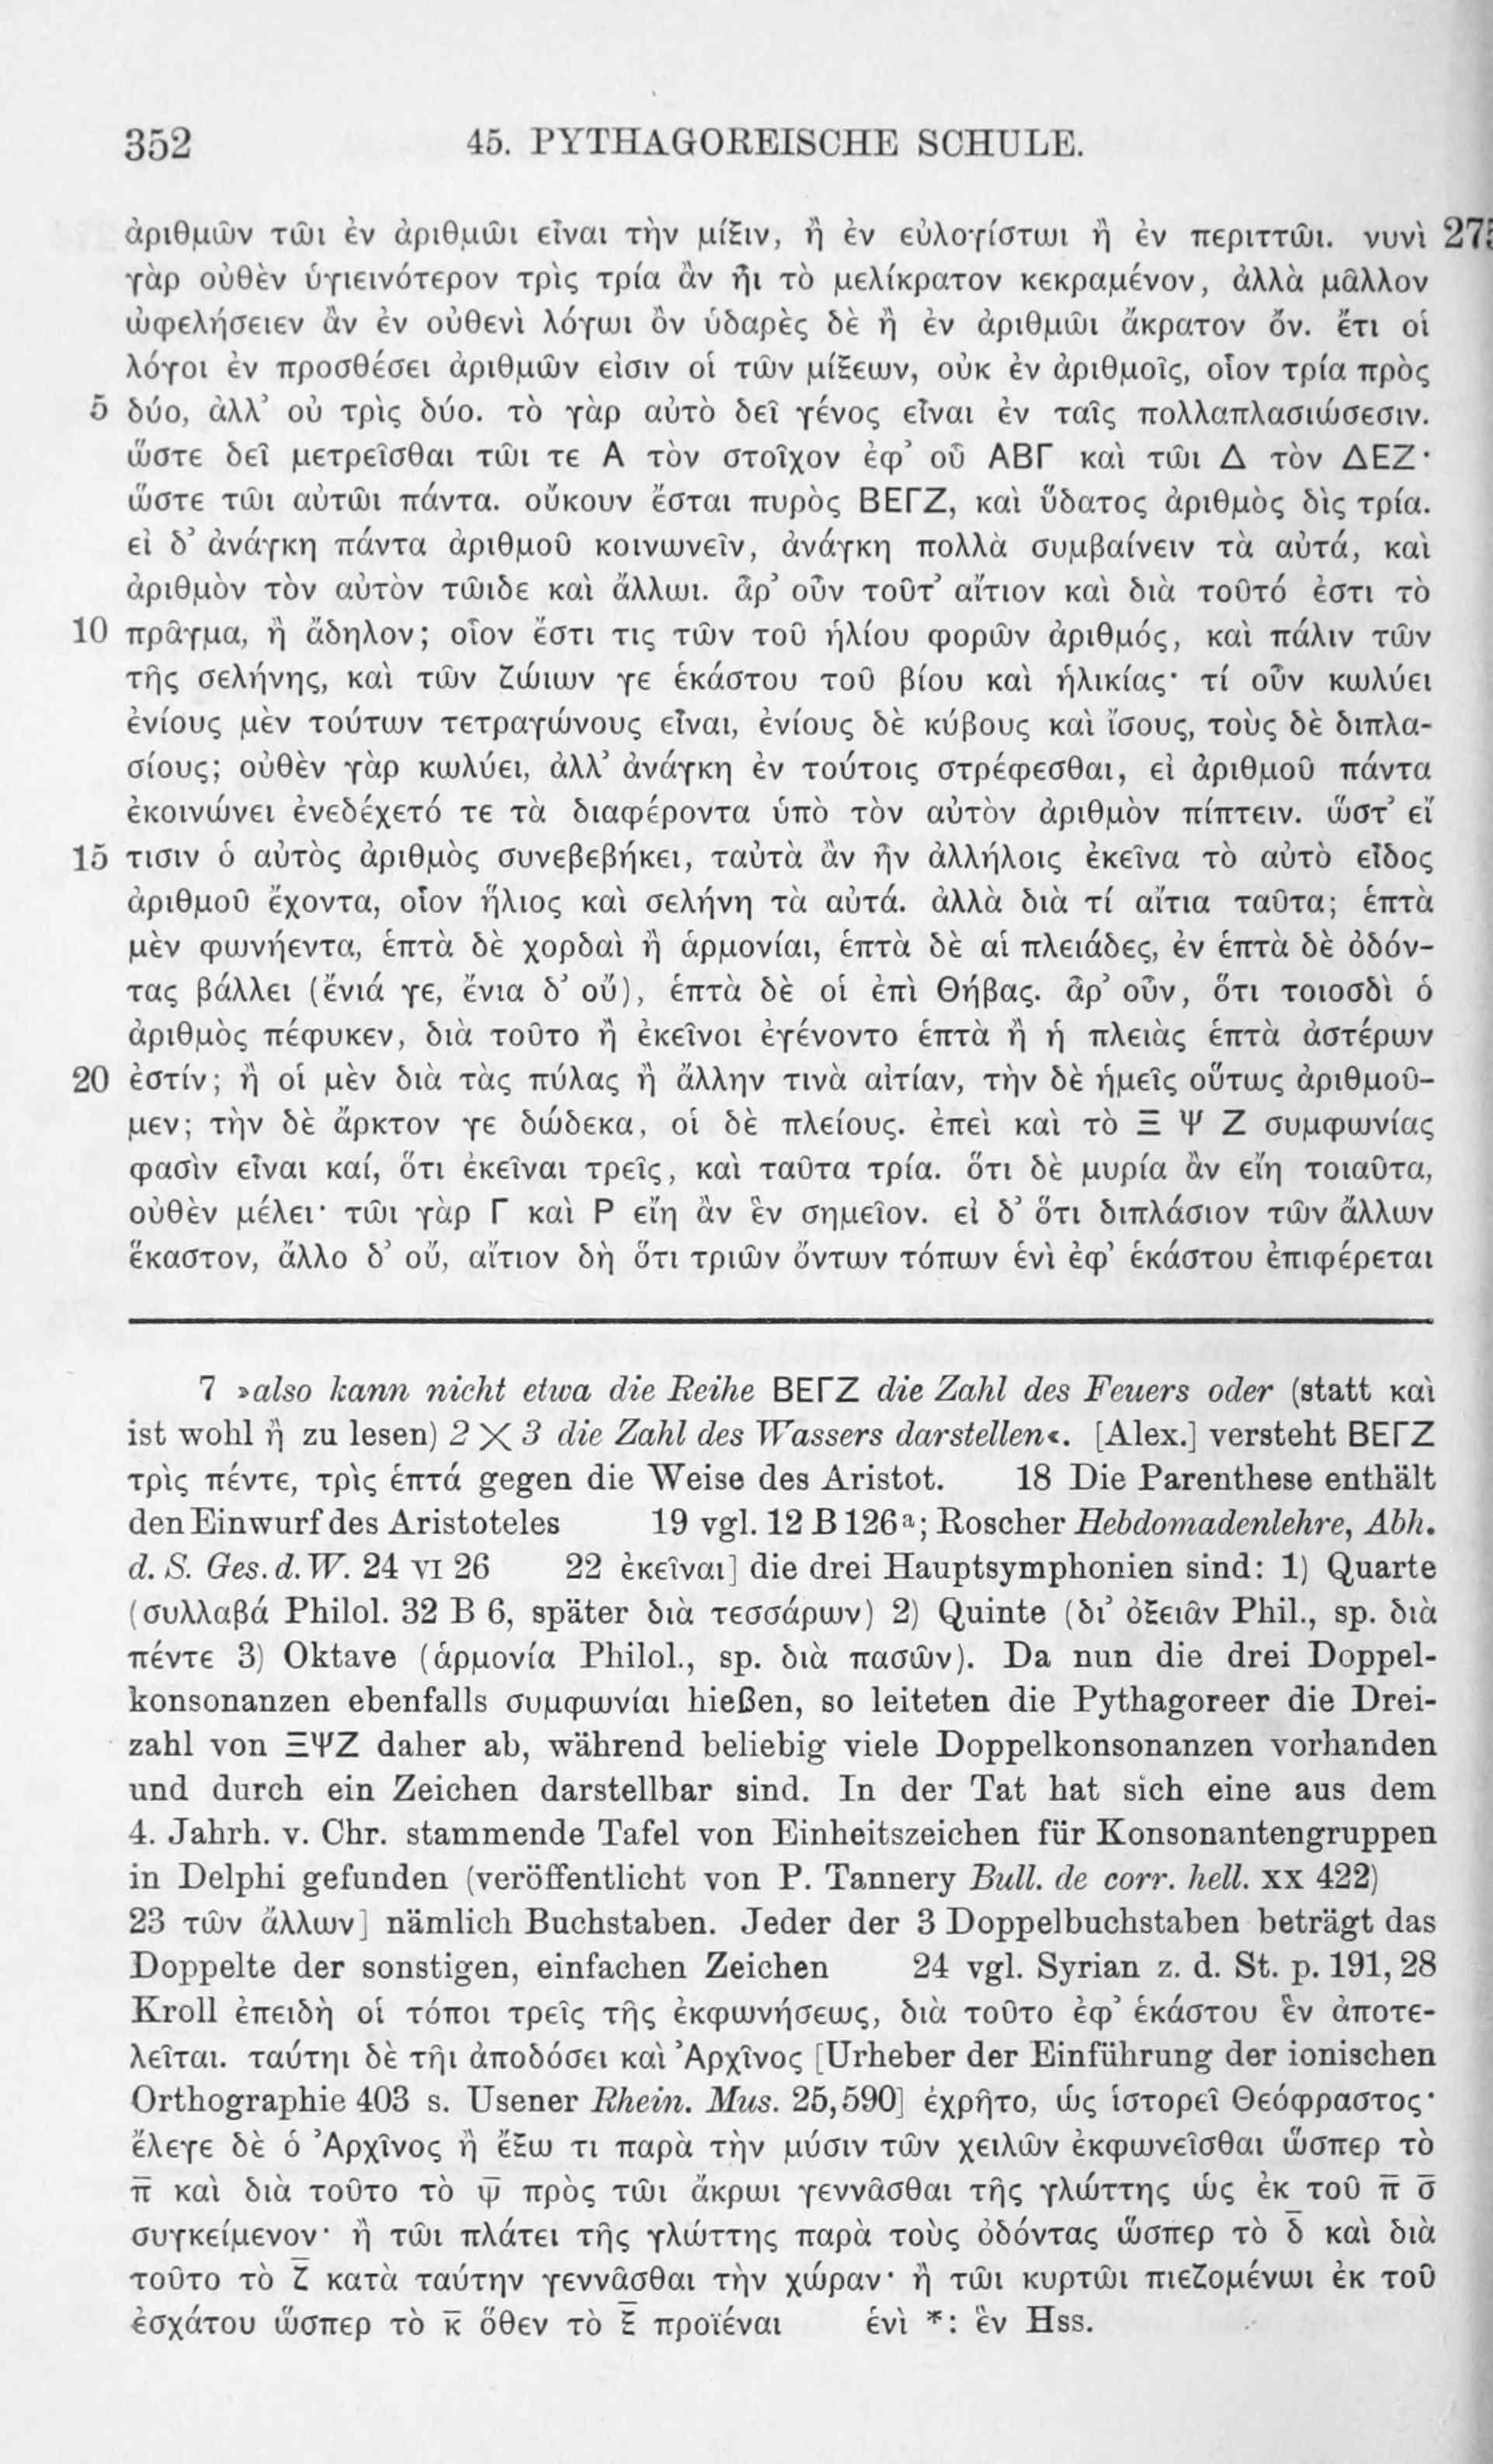 352 45. PYTHAGOREISCHE SCHULE.
ἀριθμῶν τῶι ἐν ἀριθμῶι εἶναι τὴν μίξιν, ἢ ἐν εὐλογίστωι ἢ ἐν περιττῶι. νυνὶ
γὰρ οὐθὲν ὑγιεινότερον τρὶς τρία ἂν ἦι τὸ μελίκρατον κεκραμένον, ἀλλὰ μᾶλλον
ὠφελήσειεν ἂν ἐν οὐθενὶ λόγωι ὂν ὑδαρὲς δὲ ἢ ἐν ἀριθμῶι ἄκρατον ὄν. ἔτι οἱ
λόγοι ἐν προσθέσει ἀριθμῶν εἰσιν οἱ τῶν μίξεων, οὐκ ἐν ἀριθμοῖς, οἷον τρία πρὸς
5 δύο, ἀλλ’ οὐ τρὶς δύο. τὸ γὰρ αὐτὸ δεῖ γένος εἶναι ἐν ταῖς πολλαπλασιώσεσιν.
ὥστε δεῖ μετρεῖσθαι τῶι τε Α τὸν στοῖχον ἐφ’ οὗ ΑΒΓ καὶ τῶι Δ τὸν ΔΕΖ·
ὥστε τῶι αὐτῶι πάντα. οὔκουν ἔσται πυρὸς ΒΕΓΖ, καὶ ὕδατος ἀριθμὸς δὶς τρία.
εἰ δ’ ἀνάγκη πάντα ἀριθμοῦ κοινωνεῖν, ἀνάγκη πολλὰ συμβαίνειν τὰ αὐτά, καὶ
ἀριθμὸν τὸν αὐτὸν τῶιδε καὶ ἄλλωι. ἆρ’ οὖν τοῦτ’ αἴτιον καὶ διὰ τοῦτό ἐστι τὸ
10 πρᾶγμα, ἢ ἄδηλον; οἷον ἔστι τις τῶν τοῦ ἡλίου φορῶν ἀριθμός, καὶ πάλιν τῶν
τῆς σελήνης, καὶ τῶν ζώιων γε ἑκάστου τοῦ βίου καὶ ἡλικίας· τί οὖν κωλύει
ἐνίους μὲν τούτων τετραγώνους εἶναι, ἐνίους δὲ κύβους καὶ ἴσους, τοὺς δὲ διπλα-
σίους; οὐθὲν γὰρ κωλύει, ἀλλ’ ἀνάγκη ἐν τούτοις στρέφεσθαι, εἰ ἀριθμοῦ πάντα
ἐκοινώνει ἐνεδέχετό τε τὰ διαφέροντα ὑπὸ τὸν αὐτὸν ἀριθμὸν πίπτειν. ὥστ’ εἴ
15 τισιν ὁ αὐτὸς ἀριθμὸς συνεβεβήκει, ταὐτὰ ἂν ἦν ἀλλήλοις ἐκεῖνα τὸ αὐτὸ εἶδος
ἀριθμοῦ ἔχοντα, οἷον ἥλιος καὶ σελήνη τὰ αὐτά. ἀλλὰ διὰ τί αἴτια ταῦτα; ἑπτὰ
μὲν φωνήεντα, ἑπτὰ δὲ χορδαὶ ἢ ἁρμονίαι, ἑπτὰ δὲ αἱ πλειάδες, ἐν ἑπτὰ δὲ ὀδόν-
τας βάλλει (ἔνιά γε, ἔνια δ’ οὔ), ἑπτὰ δὲ οἱ ἐπὶ Θήβας. ἆρ’ οὖν, ὅτι τοιοσδὶ ὁ
ἀριθμὸς πέφυκεν, διὰ τοῦτο ἢ ἐκεῖνοι ἐγένοντο ἑπτὰ ἢ ἡ πλειὰς ἑπτὰ ἀστέρων
20 ἐστίν; ἢ οἱ μὲν διὰ τὰς πύλας ἢ ἄλλην τινὰ αἰτίαν, τὴν δὲ ἡμεῖς οὕτως ἀριθμοῦ-
μεν; τὴν δὲ ἄρκτον γε δώδεκα, οἱ δὲ πλείους. ἐπεὶ καὶ τὸ Ξ Ψ Ζ συμφωνίας
φασὶν εἶναι καί, ὅτι ἐκεῖναι τρεῖς, καὶ ταῦτα τρία. ὅτι δὲ μυρία ἂν εἴη τοιαῦτα,
οὐθὲν μέλει· τῶι γὰρ Γ καὶ Ρ εἴη ἂν ἓν σημεῖον. εἰ δ’ ὅτι διπλάσιον τῶν ἄλλων
ἕκαστον, ἄλλο δ’ οὔ, αἴτιον δὴ ὅτι τριῶν ὄντων τόπων ἑνὶ ἐφ’ ἑκάστου ἐπιφέρεται
7 »also kann nicht etwa die Reihe ΒΕΓΖ die Zahl des Feuers oder (statt καὶ
ist wohl ἢ zu lesen) 2 × 3 die Zahl des Wassers darstellen«. [Alex.] versteht ΒΕΓΖ
τρὶς πέντε, τρὶς ἑπτά gegen die Weise des Aristot. 18 Die Parenthese enthält
den Einwurf des Aristoteles 19 vgl. 12 B 126ª; Roscher Hebdomadenlehre, Abh.
d. S. Ges. d. W. 24 VI 26 22 ἐκεῖναι] die drei Hauptsymphonien sind: 1) Quarte
(συλλαβά Philol. 32 B 6, später διὰ τεσσάρων) 2) Quinte (δι’ ὀξειᾶν Phil., sp. διὰ
πέντε 3) Oktave (ἁρμονία Philol., sp. διὰ πασῶν). Da nun die drei Doppel-
konsonanzen ebenfalls συμφωνίαι hießen, so leiteten die Pythagoreer die Drei-
zahl von ΞΨΖ daher ab, während beliebig viele Doppelkonsonanzen vorhanden
und durch ein Zeichen darstellbar sind. In der Tat hat sich eine aus dem
4. Jahrh. v. Chr. stammende Tafel von Einheitszeichen für Konsonantengruppen
in Delphi gefunden (veröffentlicht von P. Tannery Bull. de corr. hell. XX 422)
23 τῶν ἄλλων] nämlich Buchstaben. Jeder der 3 Doppelbuchstaben beträgt das
Doppelte der sonstigen, einfachen Zeichen 24 vgl. Syrian z. d. St. p. 191, 28
Kroll ἐπειδὴ οἱ τόποι τρεῖς τῆς ἐκφωνήσεως, διὰ τοῦτο ἐφ’ ἑκάστου ἓν ἀποτε-
λεῖται. ταύτηι δὲ τῆι ἀποδόσει καὶ Ἀρχῖνος [Urheber der Einführung der ionischen
Orthographie 403 s. Usener Rhein. Mus. 25,590] ἐχρῆτο, ὡς ἱστορεῖ Θεόφραστος·
ἔλεγε δὲ ὁ Ἀρχῖνος ἢ ἔξω τι παρὰ τὴν μύσιν τῶν χειλῶν ἐκφωνεῖσθαι ὥσπερ τὸ
π̄ καὶ διὰ τοῦτο τὸ ψ̄ πρὸς τῶι ἄκρωι γεννᾶσθαι τῆς γλώττης ὡς ἐκ τοῦ π̄ σ̄
συγκείμενον· ἢ τῶι πλάτει τῆς γλώττης παρὰ τοὺς ὀδόντας ὥσπερ τὸ δ̄ καὶ διὰ
τοῦτο τὸ ζ̄ κατὰ ταύτην γεννᾶσθαι τὴν χώραν· ἢ τῶι κυρτῶι πιεζομένωι ἐκ τοῦ
ἐσχάτου ὥσπερ τὸ κ̄ ὅθεν τὸ ξ̄ προϊέναι ἑνὶ *: ἓν Hss.